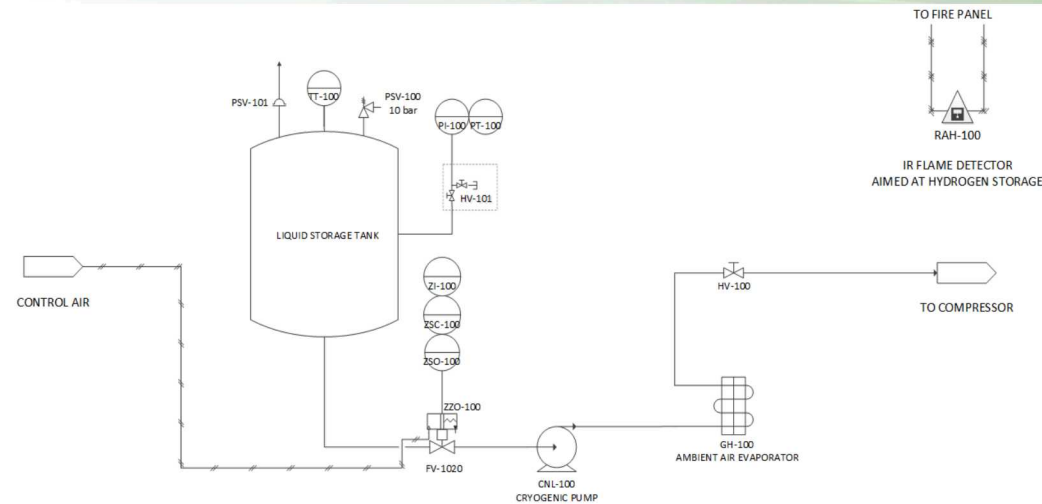 TO FIRE PANEL
RAH-100
IR FLAME DETECTOR
AIMED AT HYDROGEN STORAGE
PSV-101
TT-100
PSV-100
10 bar
PI-100
PT-100
HV-101
LIQUID STORAGE TANK
CONTROL AIR
ZI-100
ZSC-100
ZSO-100
ZZO-100
FV-1020
HV-100
TO COMPRESSOR
CNL-100
CRYOGENIC PUMP
GH-100
AMBIENT AIR EVAPORATOR